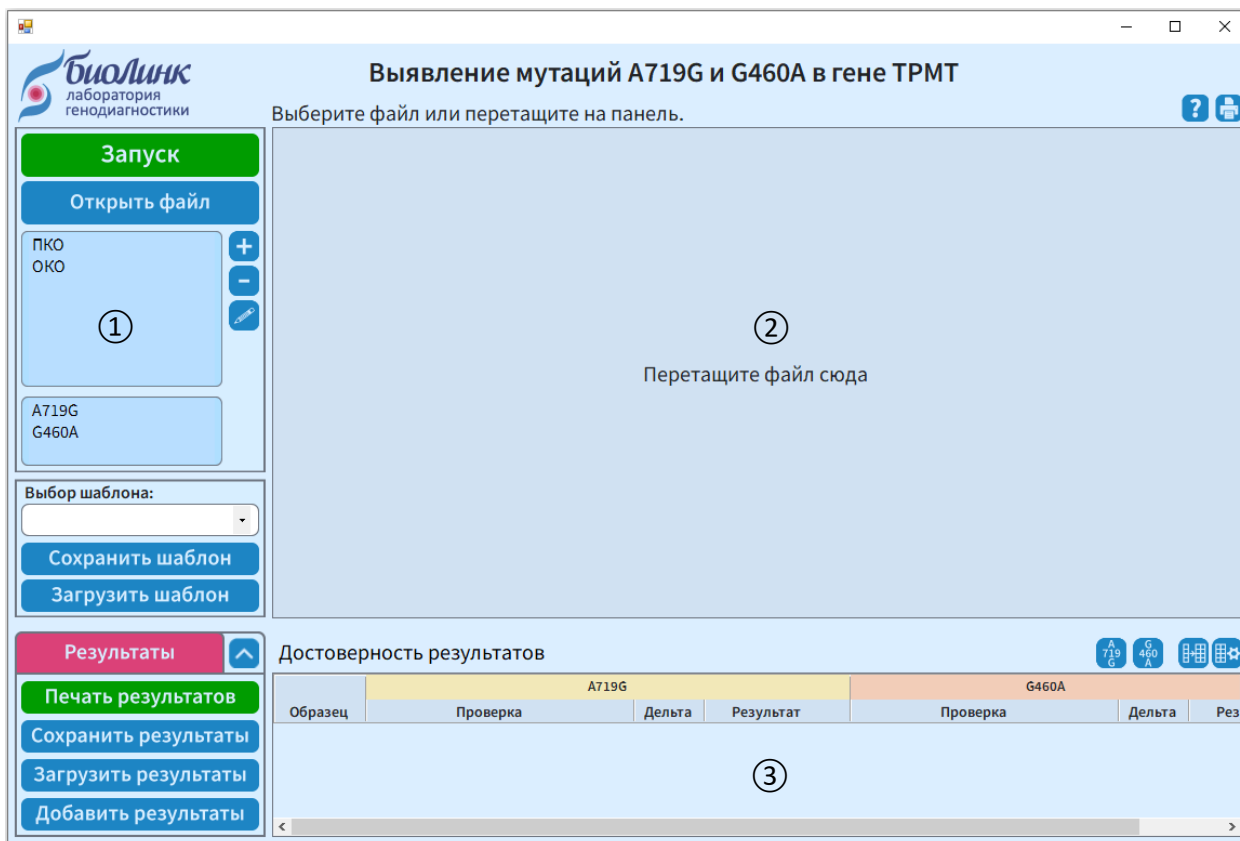 БиоЛинк
лаборатория
генодиагностики
Выявление мутаций A719G и G460A в гене ТРМТ
Выберите файл или перетащите на панель.
?
Запуск
Открыть файл
ПКО
ОКО
+
-
①
A719G
G460A
Выбор шаблона:
Сохранить шаблон
Загрузить шаблон
②
Перетащите файл сюда
Результаты
Печать результатов
Сохранить результаты
Загрузить результаты
Добавить результаты
Достоверность результатов
A
719
G
G
460
A
A719G G460A
Образец Проверка Дельта Результат Проверка Дельта Рез
③